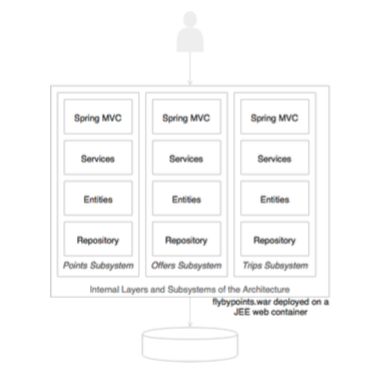 Spring MVC Spring MVC Spring MVC
Services Services Services
Entities Entities Entities
Repository Repository Repository
Points Subsystem Offers Subsystem Trips Subsystem
Internal Layers and Subsystems of the Architecture
flybypoints.war deployed on a
JEE web container